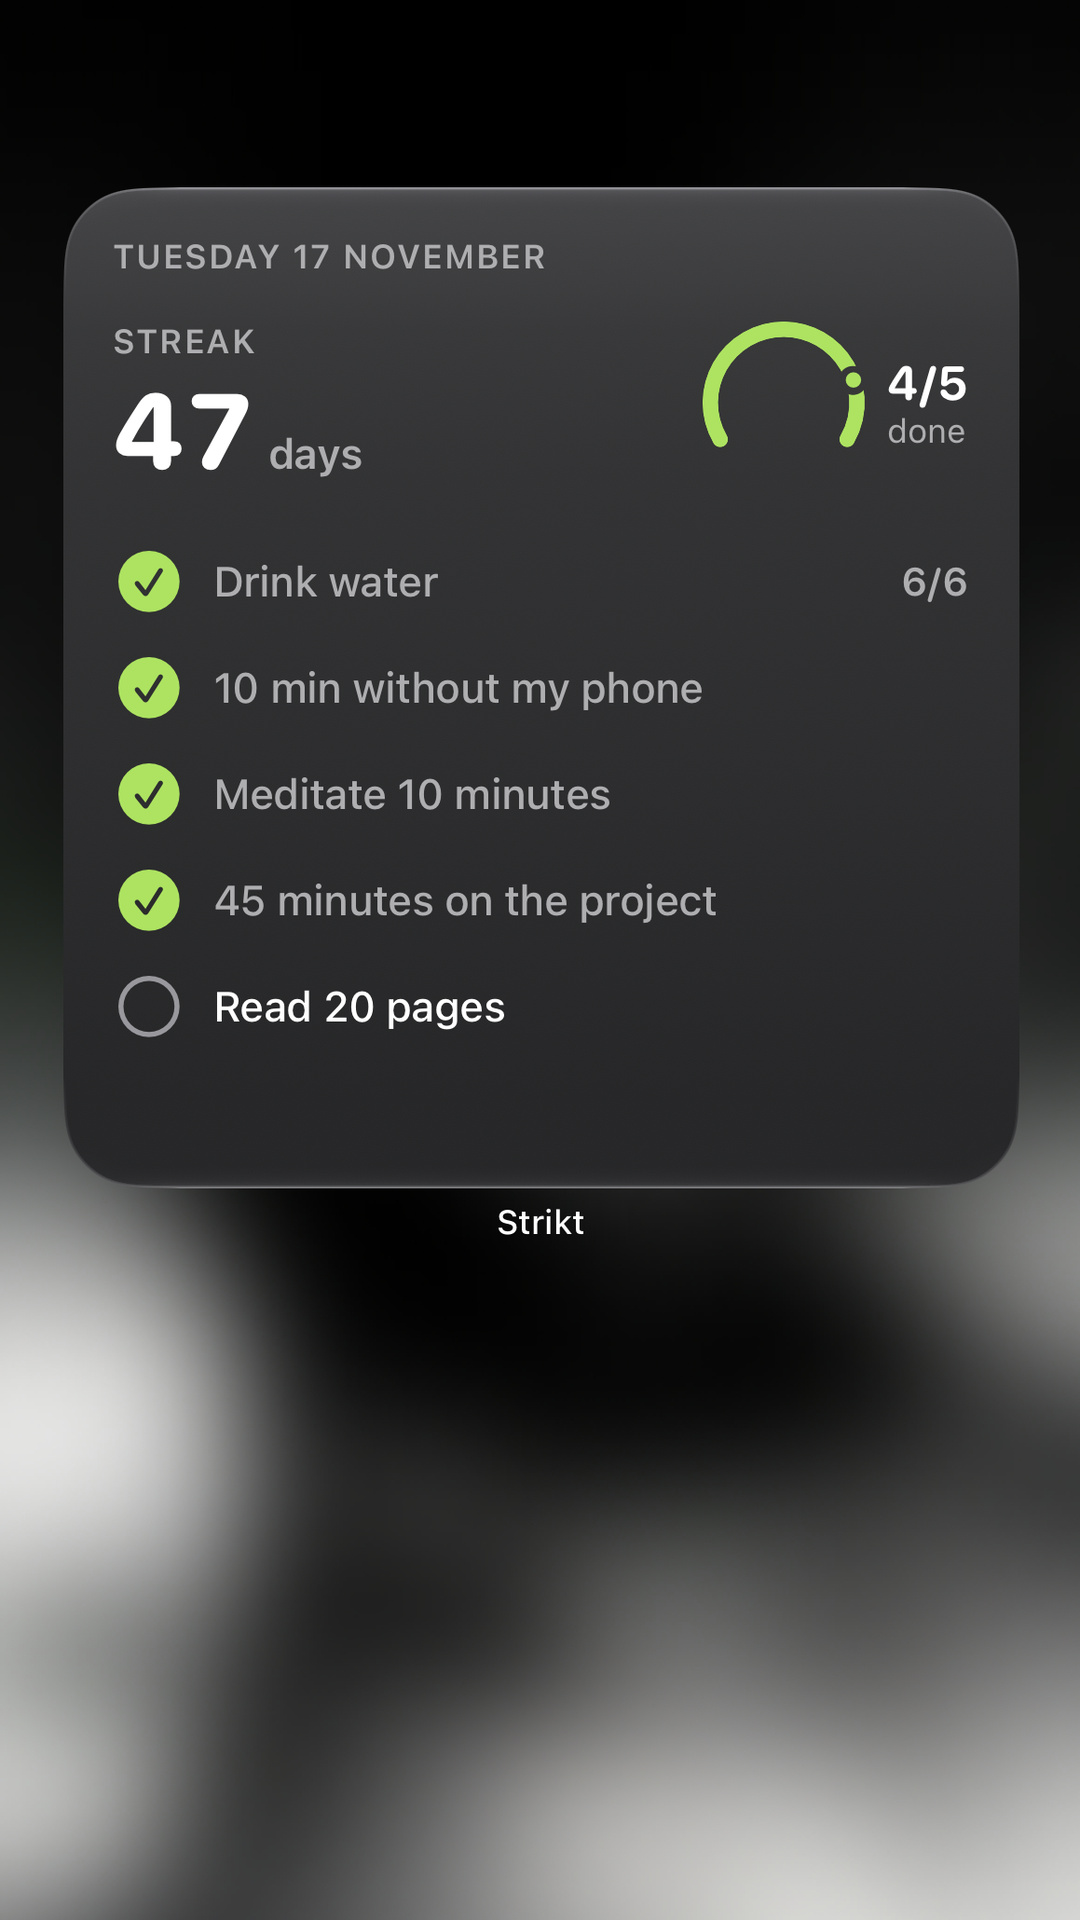 TUESDAY 17 NOVEMBER
STREAK
47 days
4/5
done
Drink water 6/6
10 min without my phone
Meditate 10 minutes
45 minutes on the project
Read 20 pages
Strikt